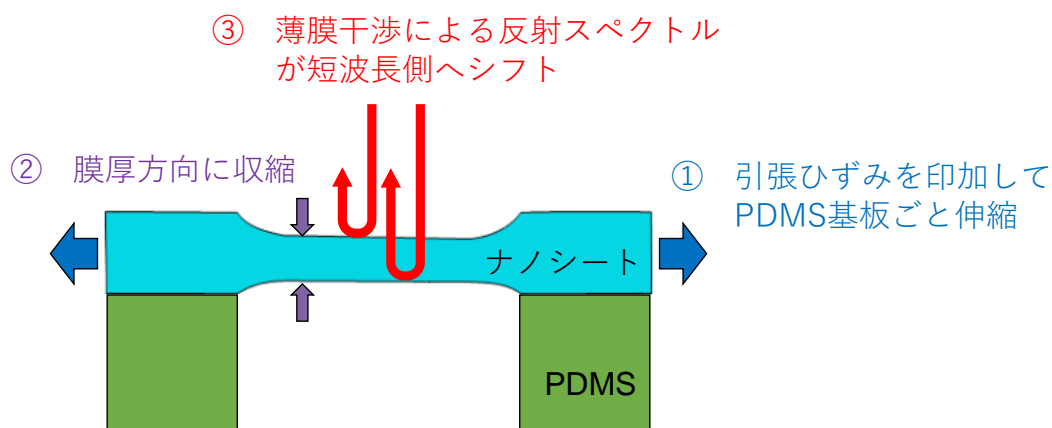 ③ 薄膜干渉による反射スペクトル
が短波長側へシフト
② 膜厚方向に収縮
① 引張ひずみを印加して
PDMS基板ごと伸縮
ナノシート
PDMS